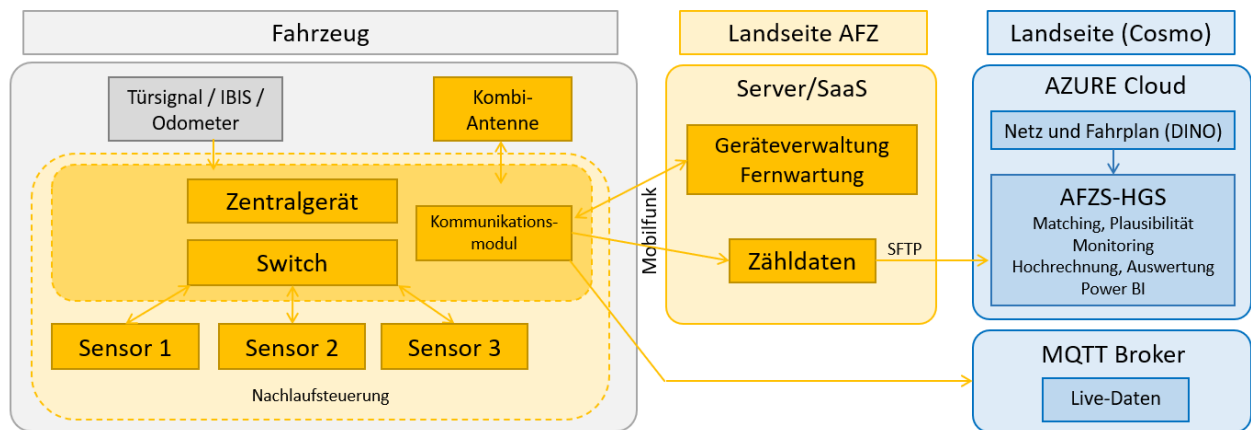 Fahrzeug
Türsignal / IBIS /
Odometer
Kombi-
Antenne
Zentralgerät
Kommunikations-
modul
Switch
Sensor 1
Sensor 2
Sensor 3
Nachlaufsteuerung
Mobilfunk
Landseite AFZ
Server/SaaS
Geräteverwaltung
Fernwartung
Zähldaten
SFTP
Landseite (Cosmo)
AZURE Cloud
Netz und Fahrplan (DINO)
AFZS-HGS
Matching, Plausibilität
Monitoring
Hochrechnung, Auswertung
Power BI
MQTT Broker
Live-Daten